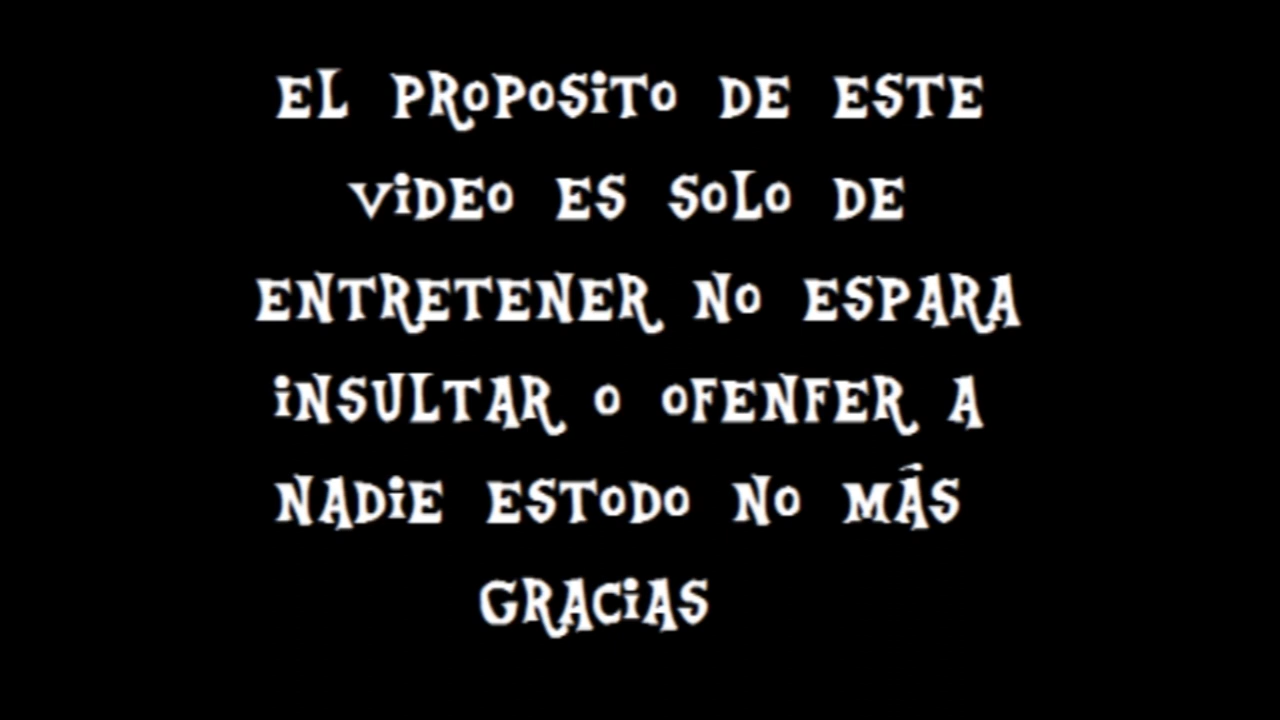 EL PROPOSITO DE ESTE
ViDEO ES SOLO DE
ENTRETENER NO ESPARA
iNSULTAR O OFENFER A
NADiE ESTODO NO MÁS
GRACiAS